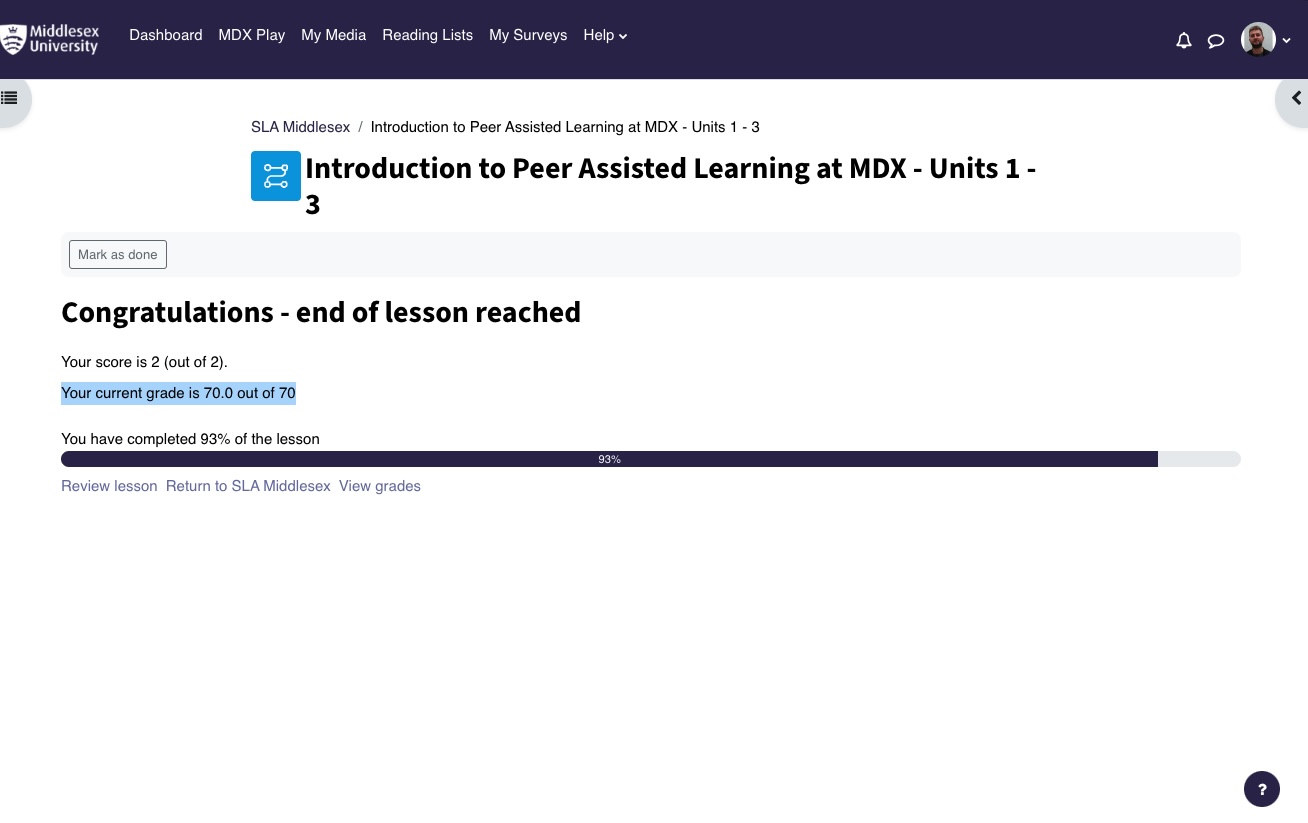 Middlesex
University
Dashboard MDX Play My Media Reading Lists My Surveys Help
SLA Middlesex / Introduction to Peer Assisted Learning at MDX - Units 1 - 3
Introduction to Peer Assisted Learning at MDX - Units 1 -
3
Mark as done
Congratulations - end of lesson reached
Your score is 2 (out of 2).
Your current grade is 70.0 out of 70
You have completed 93% of the lesson
93%
Review lesson Return to SLA Middlesex View grades
?